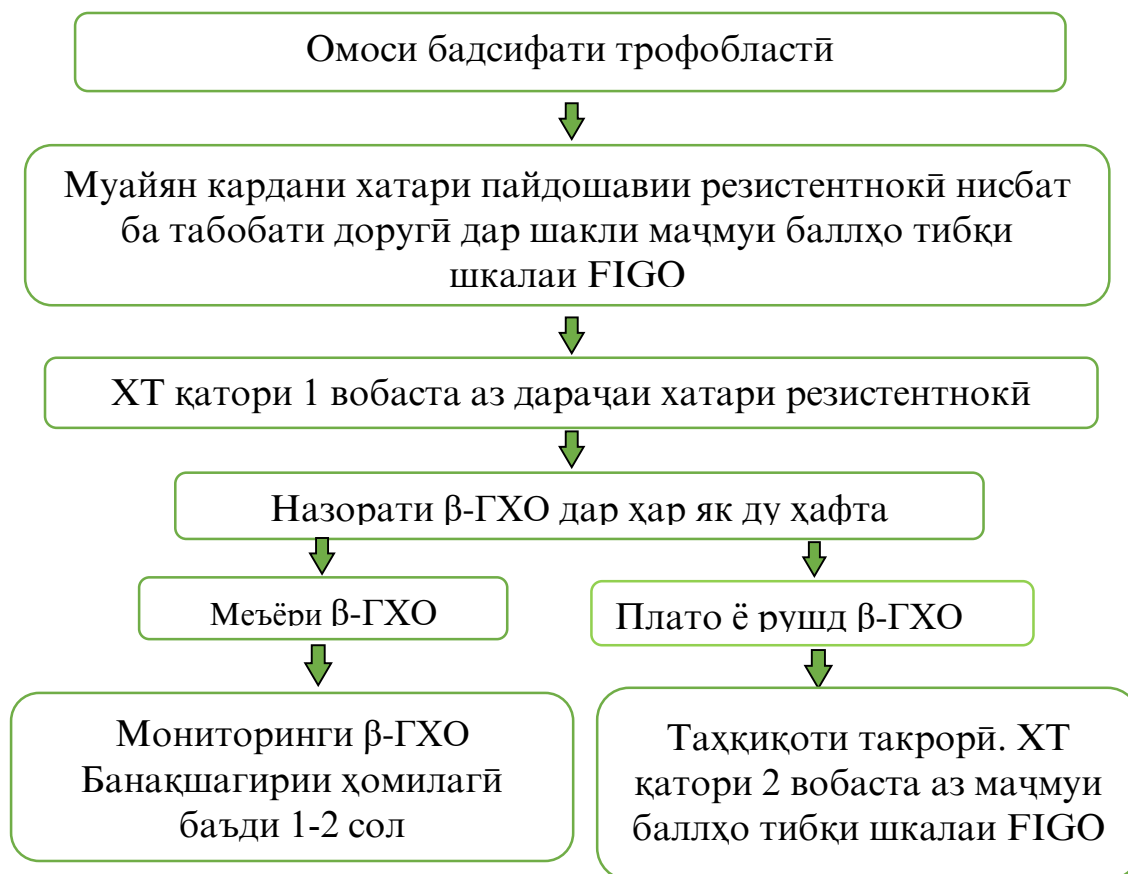 Омоси бадсифати трофобластӣ
Муайян кардани хатари пайдошавии резистентнокӣ нисбат
ба табобати доругӣ дар шакли маҷмуи баллҳо тибқи
шкалаи FIGO
ХТ қатори 1 вобаста аз дараҷаи хатари резистентнокӣ
Назорати β-ГХО дар ҳар як ду ҳафта
Меъёри β-ГХО
Плато ё рушд β-ГХО
Мониторинги β-ГХО
Банақшагирии ҳомилагӣ
баъди 1-2 сол
Таҳқиқоти такрорӣ. ХТ
қатори 2 вобаста аз маҷмуи
баллҳо тибқи шкалаи FIGO